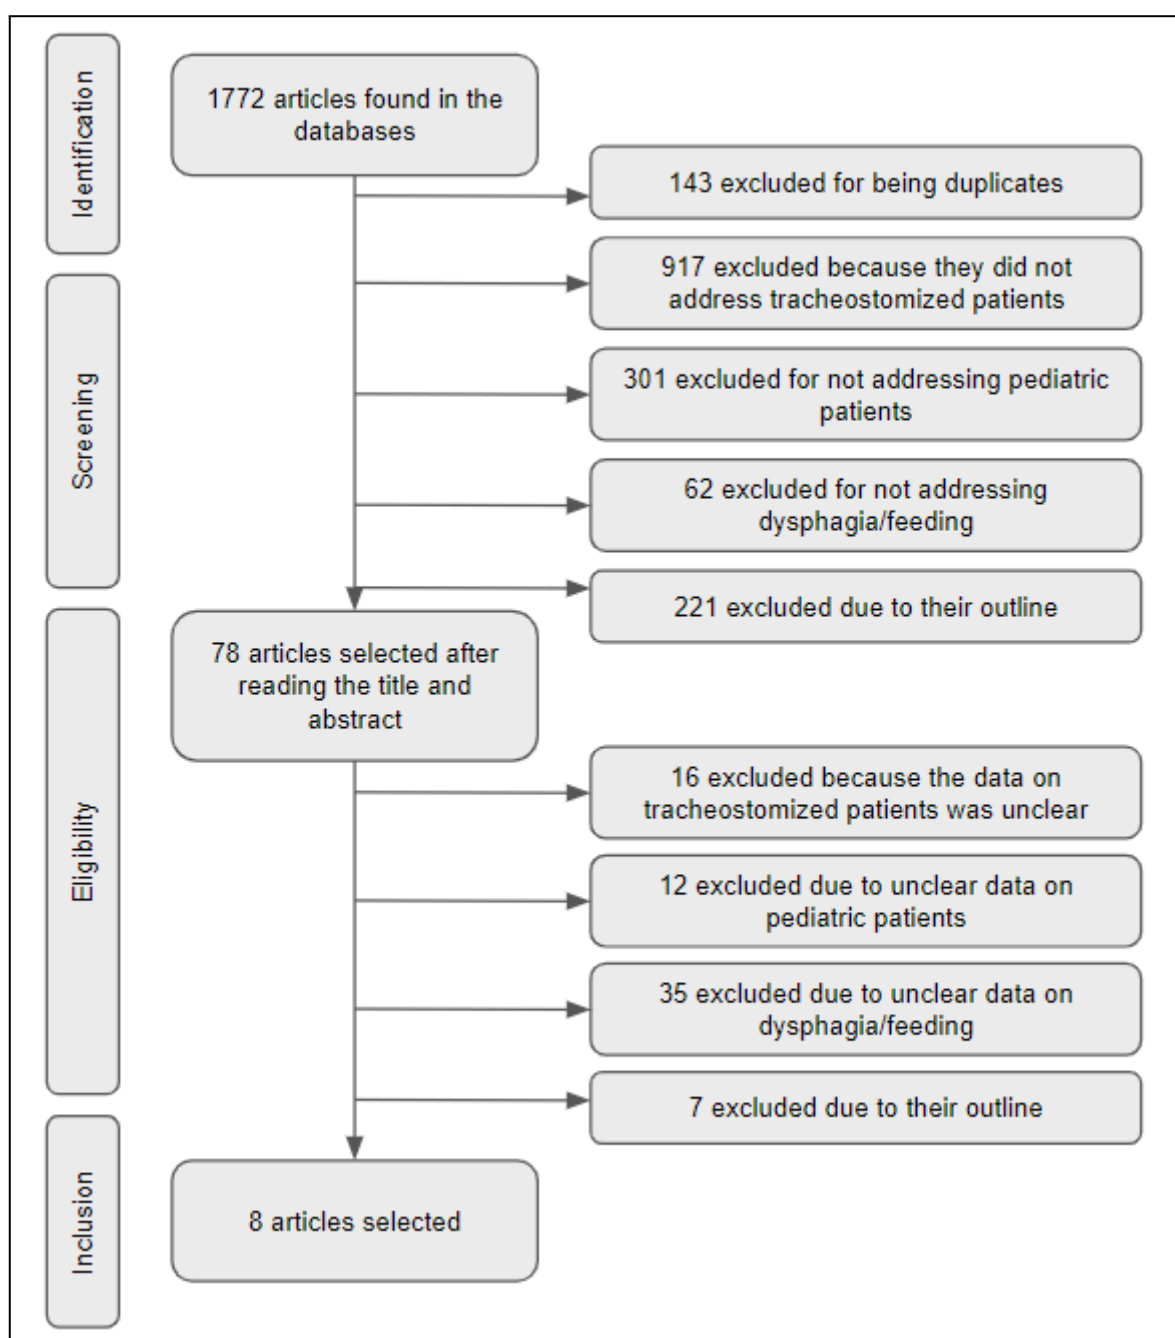 Identification
1772 articles found in the
databases
143 excluded for being duplicates
Screening
917 excluded because they did not
address tracheostomized patients
301 excluded for not addressing pediatric
patients
62 excluded for not addressing
dysphagia/feeding
221 excluded due to their outline
Eligibility
78 articles selected after
reading the title and
abstract
16 excluded because the data on
tracheostomized patients was unclear
12 excluded due to unclear data on
pediatric patients
35 excluded due to unclear data on
dysphagia/feeding
7 excluded due to their outline
Inclusion
8 articles selected